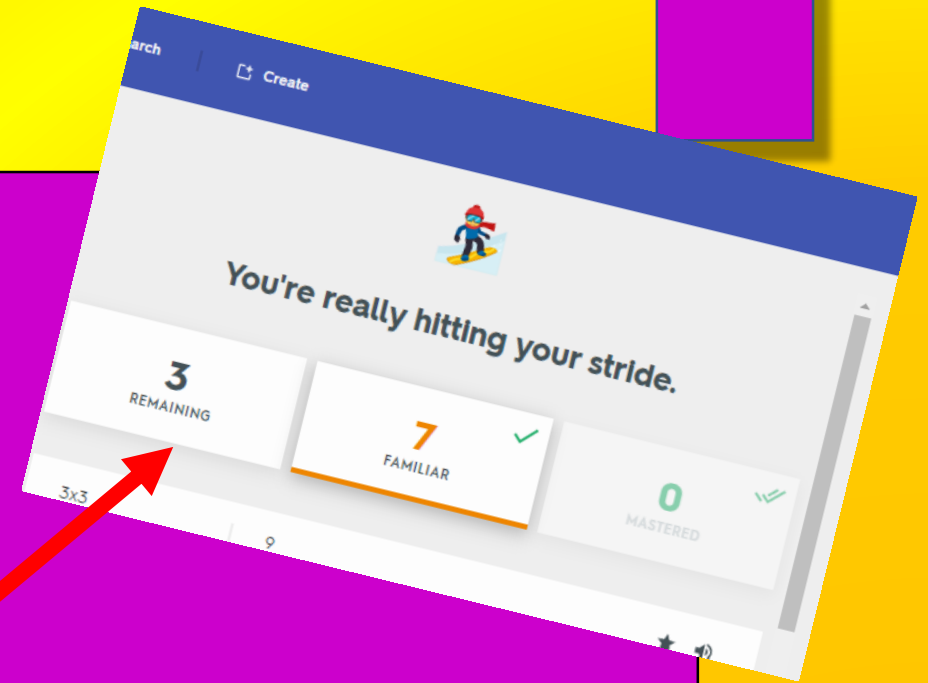 arch
Create
You're really hitting your stride.
3
REMAINING
7
FAMILIAR
0
MASTERED
3x3
9